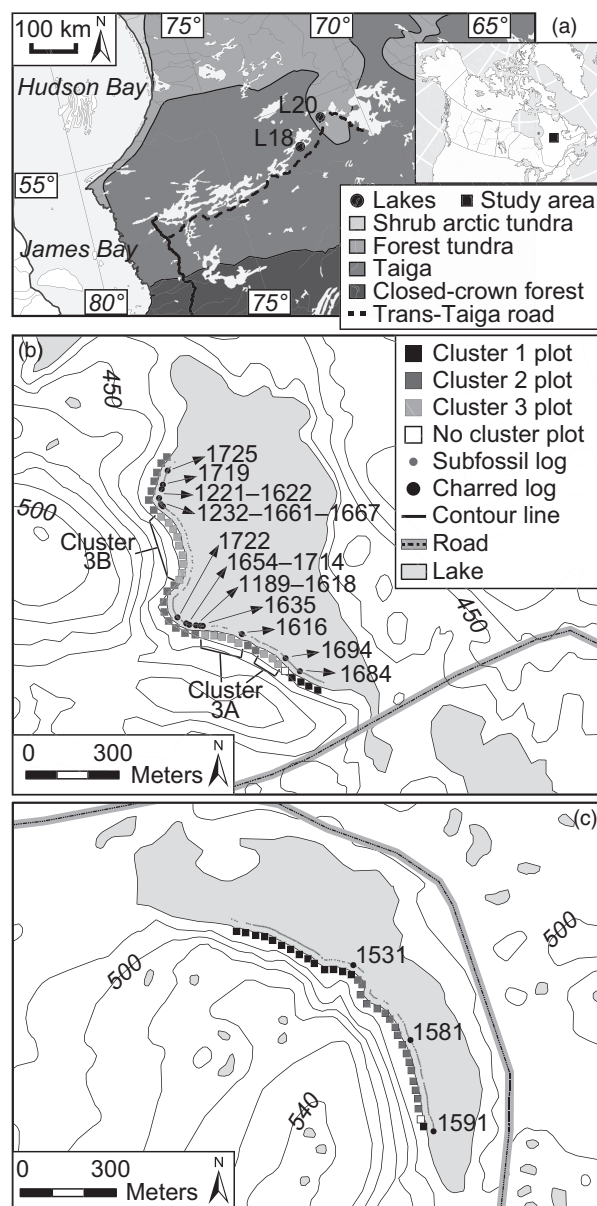 100 km
N
75°
70°
65°
(a)
Hudson Bay
L20
L18
55°
James Bay
80°
75°
Lakes
Study area
Shrub arctic tundra
Forest tundra
Taiga
Closed-crown forest
Trans-Taiga road
(b)
450
500
1725
1719
1221–1622
1232–1661–1667
Cluster
3B
1722
1654–1714
1189–1618
1635
1616
1694
1684
Cluster
3A
450
Cluster 1 plot
Cluster 2 plot
Cluster 3 plot
No cluster plot
Subfossil log
Charred log
Contour line
Road
Lake
0 300
Meters
N
(c)
500
1531
500
1581
540
1591
0 300
Meters
N